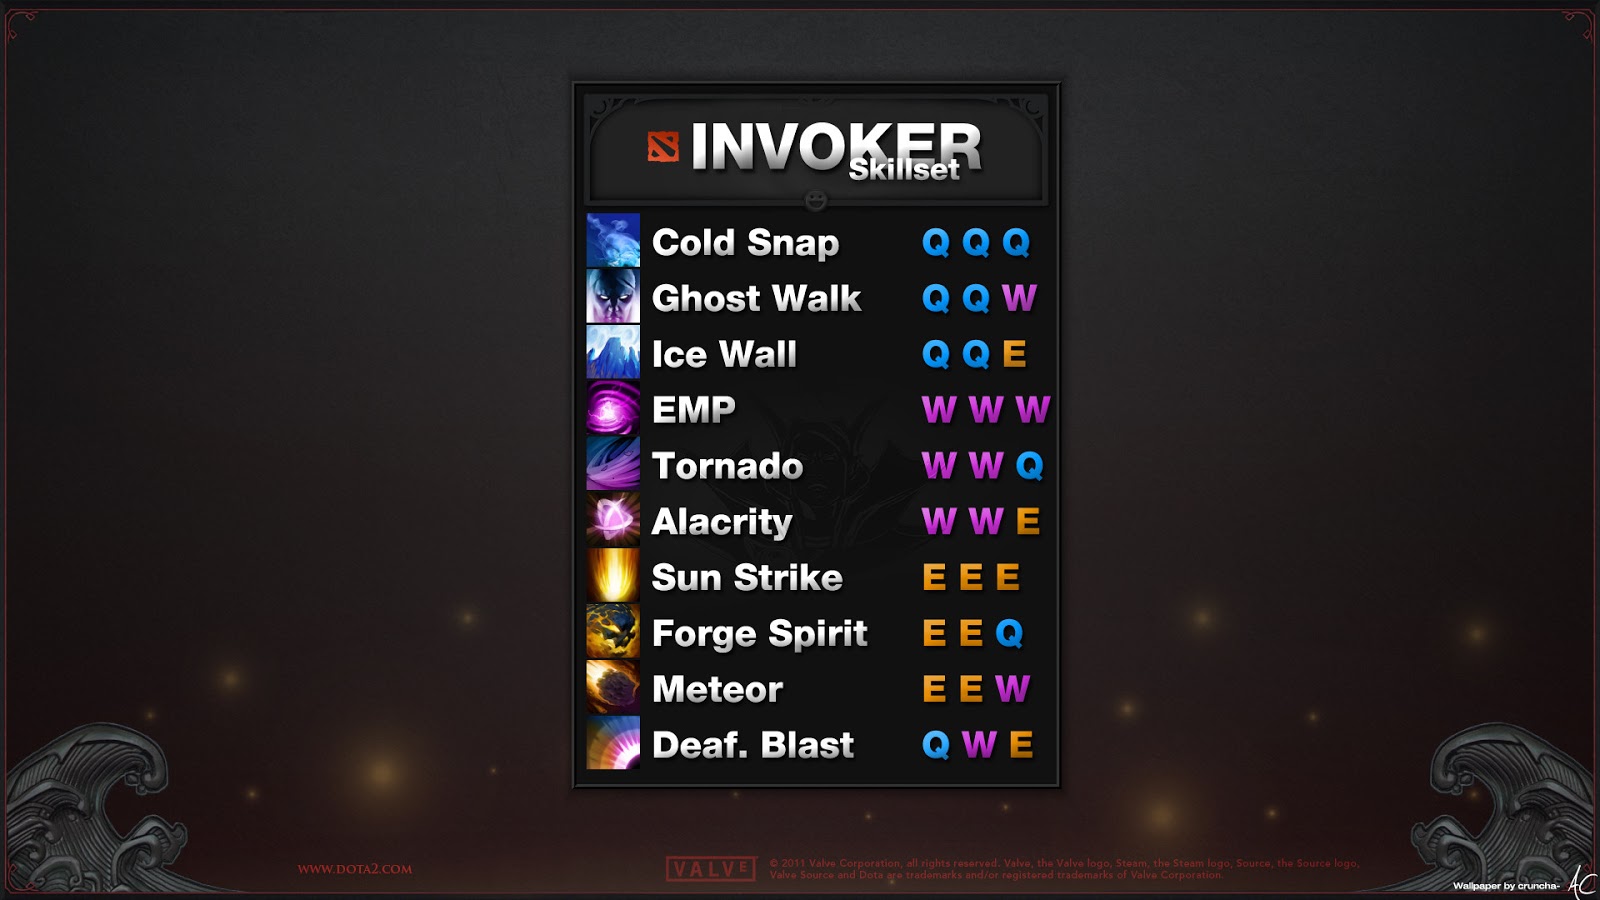 INVOKER
Skillset
Cold Snap Q Q Q
Ghost Walk Q Q W
Ice Wall Q Q E
EMP W W W
Tornado W W Q
Alacrity W W E
Sun Strike E E E
Forge Spirit E E Q
Meteor E E W
Deaf. Blast Q W E
WWW.DOTA2.COM
VALVE
© 2011 Valve Corporation, all rights reserved. Valve, the Valve logo, Steam, the Steam logo, Source, the Source logo,
Valve Source and Dota are trademarks and/or registered trademarks of Valve Corporation.
Wallpaper by cruncha- AC